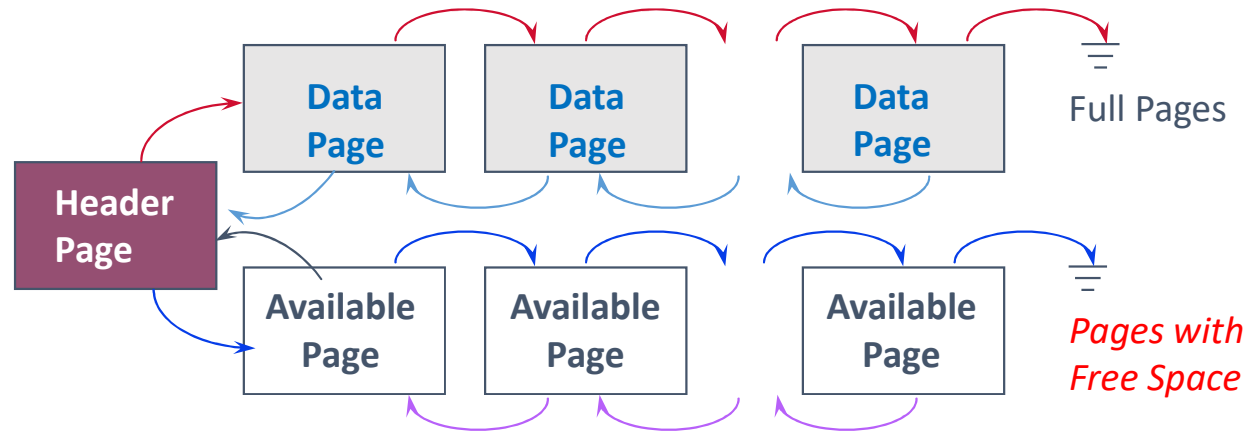 Data
Page
Data
Page
Data
Page
Full Pages
Header
Page
Available
Page
Available
Page
Available
Page
Pages with
Free Space